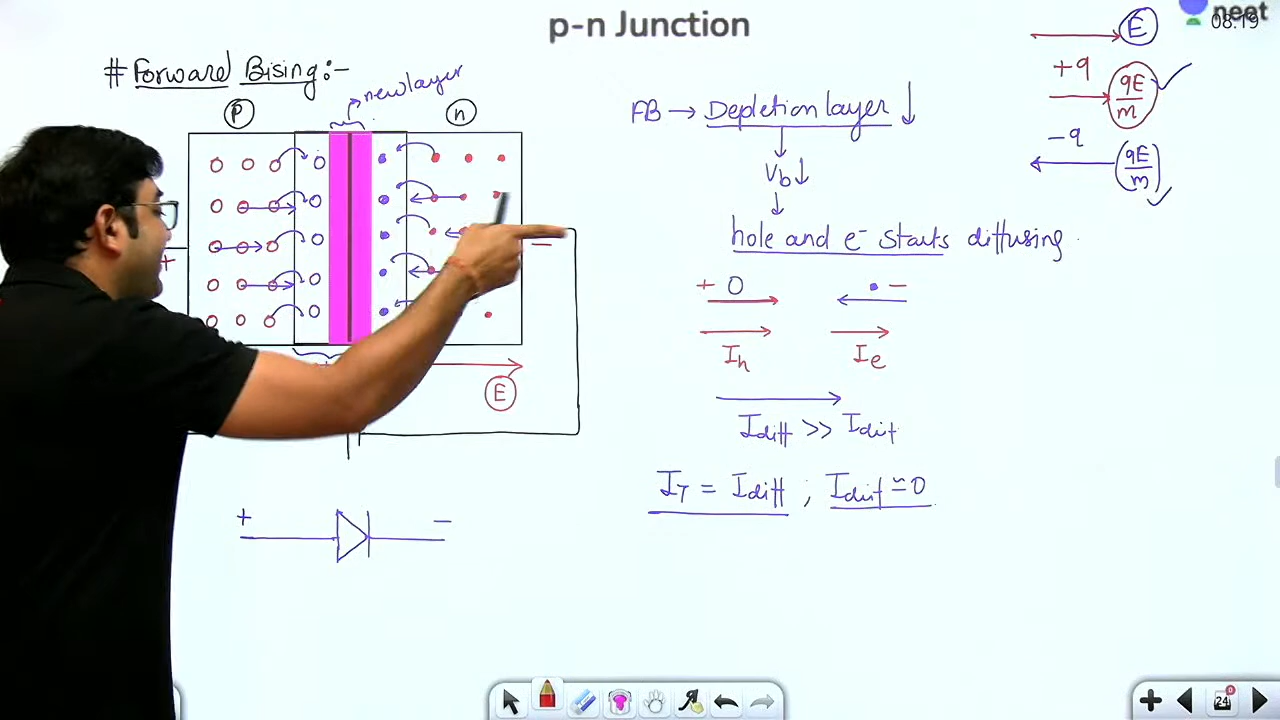 p-n Junction
neet
08:19
# Forward Bising:-
→ new layer
p
n
+
−
E
FB → Depletion layer ↓
↓
Vb↓
↓
hole and e⁻ starts diffusing.
+ O
• −
Ih
Ie
Idiff >> Idrift
IT = Idiff ; Idrift ≃ 0
+
−
E
+q
qE/m
−q
qE/m
24
0